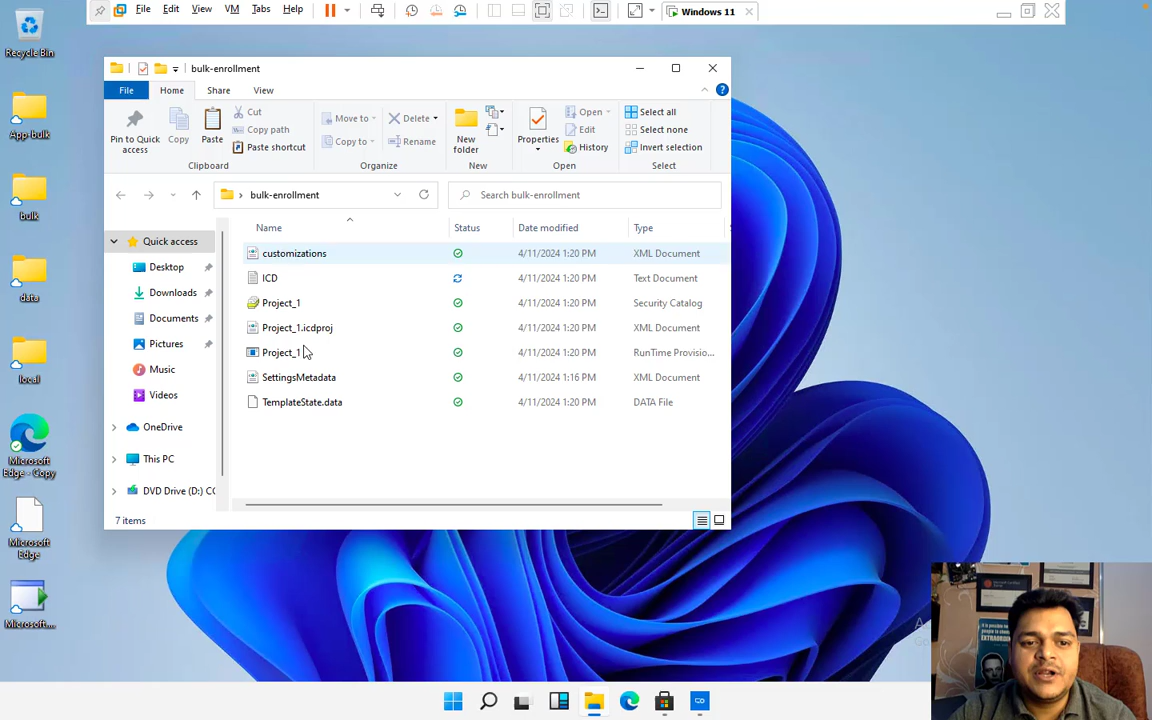 File Edit View VM Tabs Help
Windows 11
Recycle Bin
App-bulk
bulk
data
local
Microsoft Edge - Copy
Microsoft Edge
Microsoft....
bulk-enrollment
File Home Share View
Pin to Quick access
Copy
Paste
Cut
Copy path
Paste shortcut
Clipboard
Move to
Copy to
Delete
Rename
Organize
New folder
New
Properties
Open
Edit
History
Open
Select all
Select none
Invert selection
Select
bulk-enrollment
Search bulk-enrollment
Name Status Date modified Type
customizations 4/11/2024 1:20 PM XML Document
ICD 4/11/2024 1:20 PM Text Document
Project_1 4/11/2024 1:20 PM Security Catalog
Project_1.icdproj 4/11/2024 1:20 PM XML Document
Project_1 4/11/2024 1:20 PM RunTime Provisio...
SettingsMetadata 4/11/2024 1:16 PM XML Document
TemplateState.data 4/11/2024 1:20 PM DATA File
Quick access
Desktop
Downloads
Documents
Pictures
Music
Videos
OneDrive
This PC
DVD Drive (D:) CC
7 items
EXTRAORDINARY